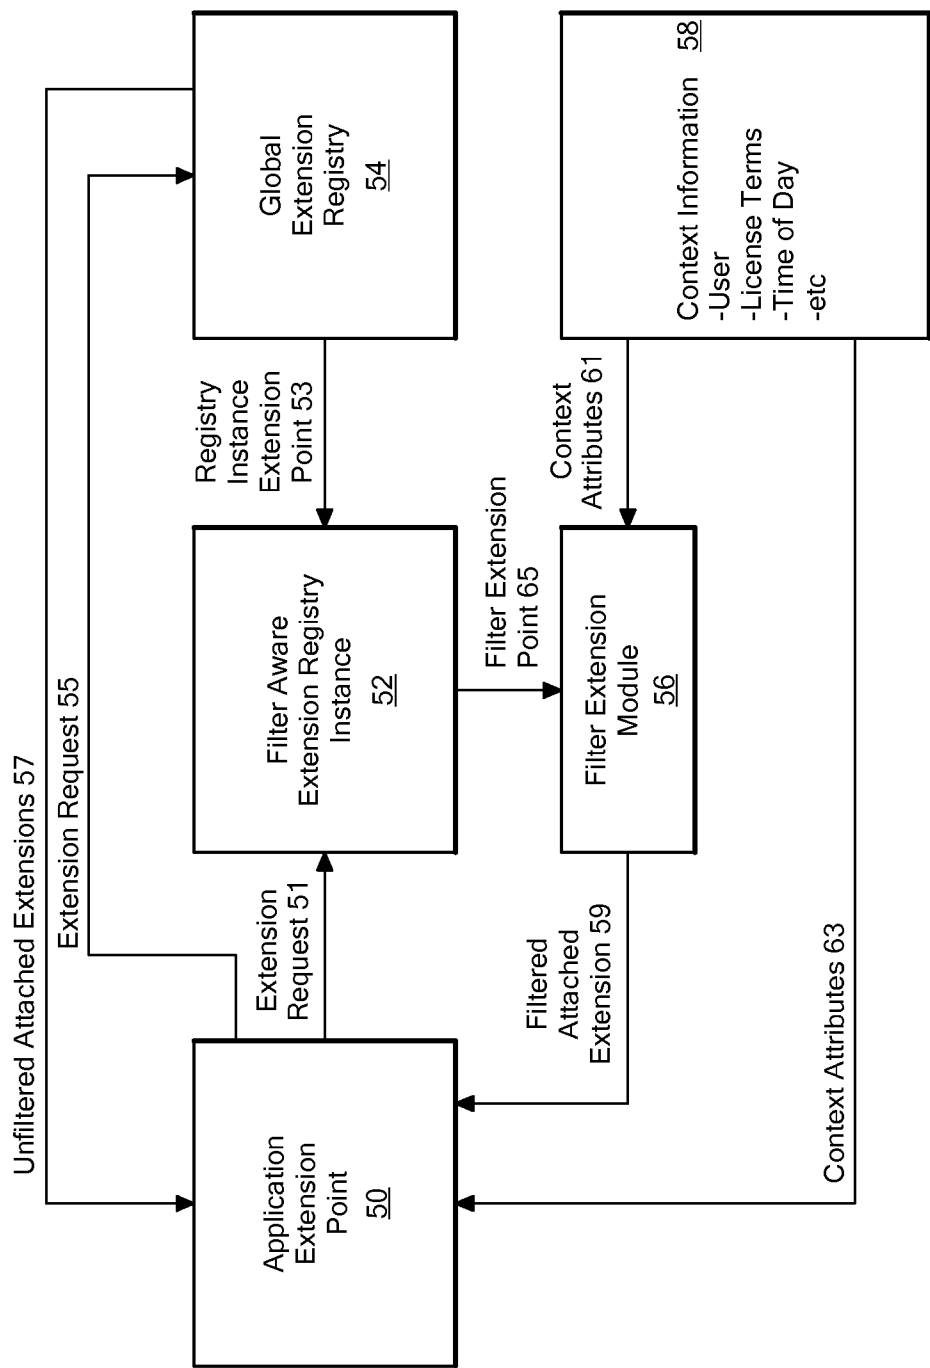 Unfiltered Attached Extensions 57
Extension Request 55
Application
Extension
Point
50
Extension
Request 51
Filter Aware
Extension Registry
Instance
52
Registry
Instance
Extension
Point 53
Global
Extension
Registry
54
Filtered
Attached
Extension 59
Filter Extension
Point 65
Filter Extension
Module
56
Context
Attributes 61
Context Information 58
-User
-License Terms
-Time of Day
-etc
Context Attributes 63